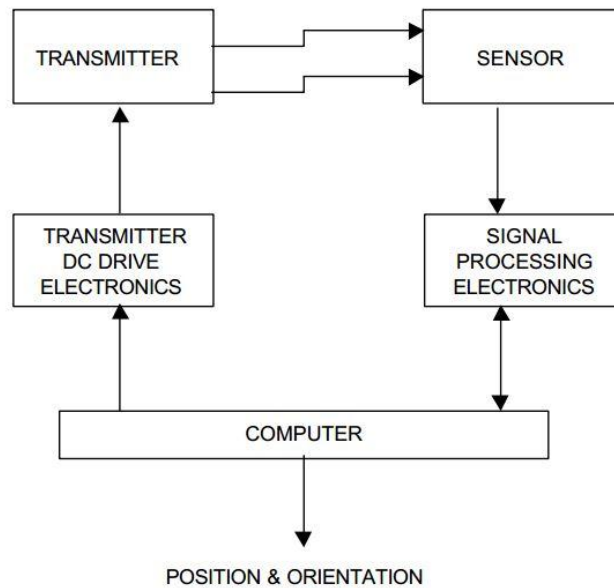 TRANSMITTER
SENSOR
TRANSMITTER
DC DRIVE
ELECTRONICS
SIGNAL
PROCESSING
ELECTRONICS
COMPUTER
POSITION & ORIENTATION